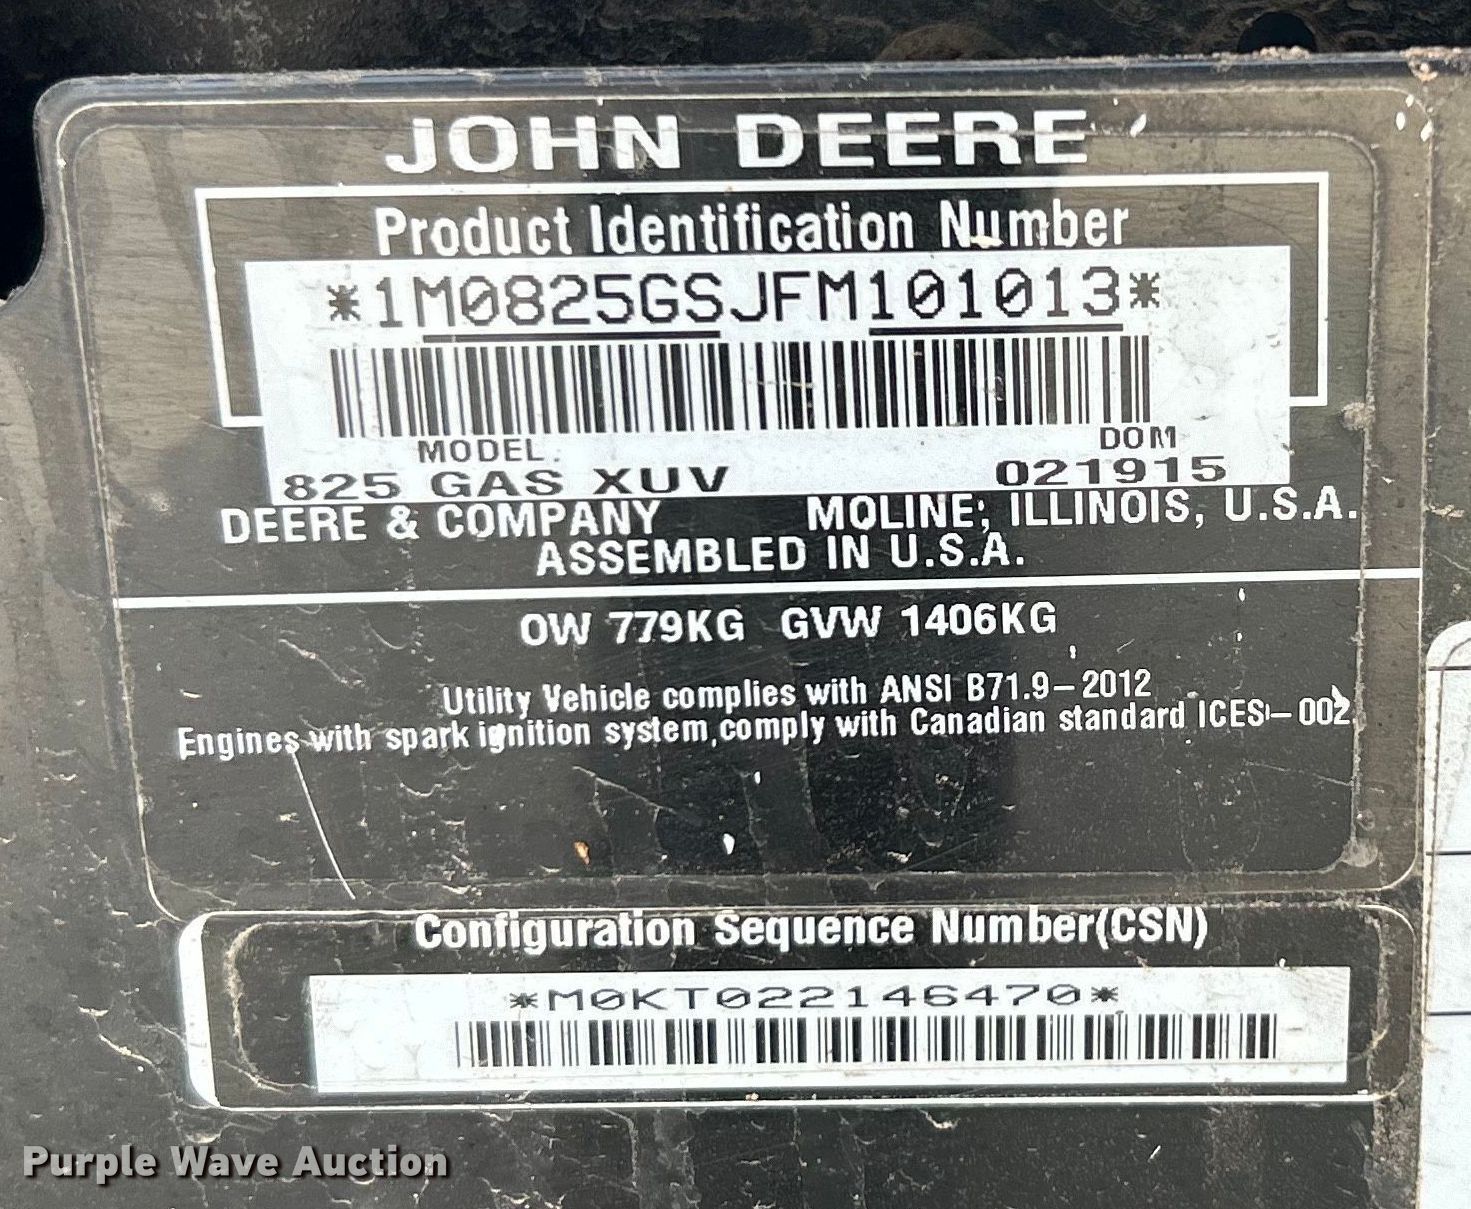 JOHN DEERE
Product Identification Number
*1M0825GSJFM101013*
MODEL DOM
825 GAS XUV 021915
DEERE & COMPANY MOLINE, ILLINOIS, U.S.A.
ASSEMBLED IN U.S.A.
OW 779KG GVW 1406KG
Utility Vehicle complies with ANSI B71.9-2012
Engines with spark ignition system,comply with Canadian standard ICES-002
Configuration Sequence Number(CSN)
*M0KT022146470*
Purple Wave Auction